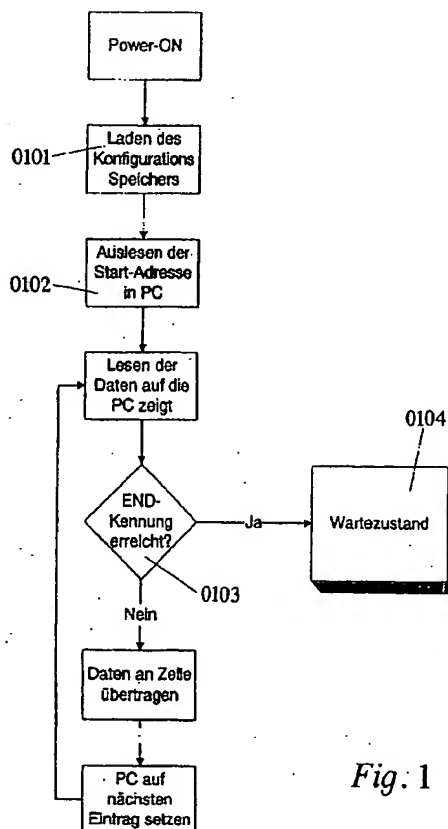 Power-ON
0101
Laden des
Konfigurations
Speichers
0102
Auslesen der
Start-Adresse
in PC
Lesen der
Daten auf die
PC zeigt
0104
END-
Kennung
erreicht?
Ja
Wartezustand
0103
Nein
Daten an Zelle
übertragen
PC auf
nächsten
Eintrag setzen
Fig. 1